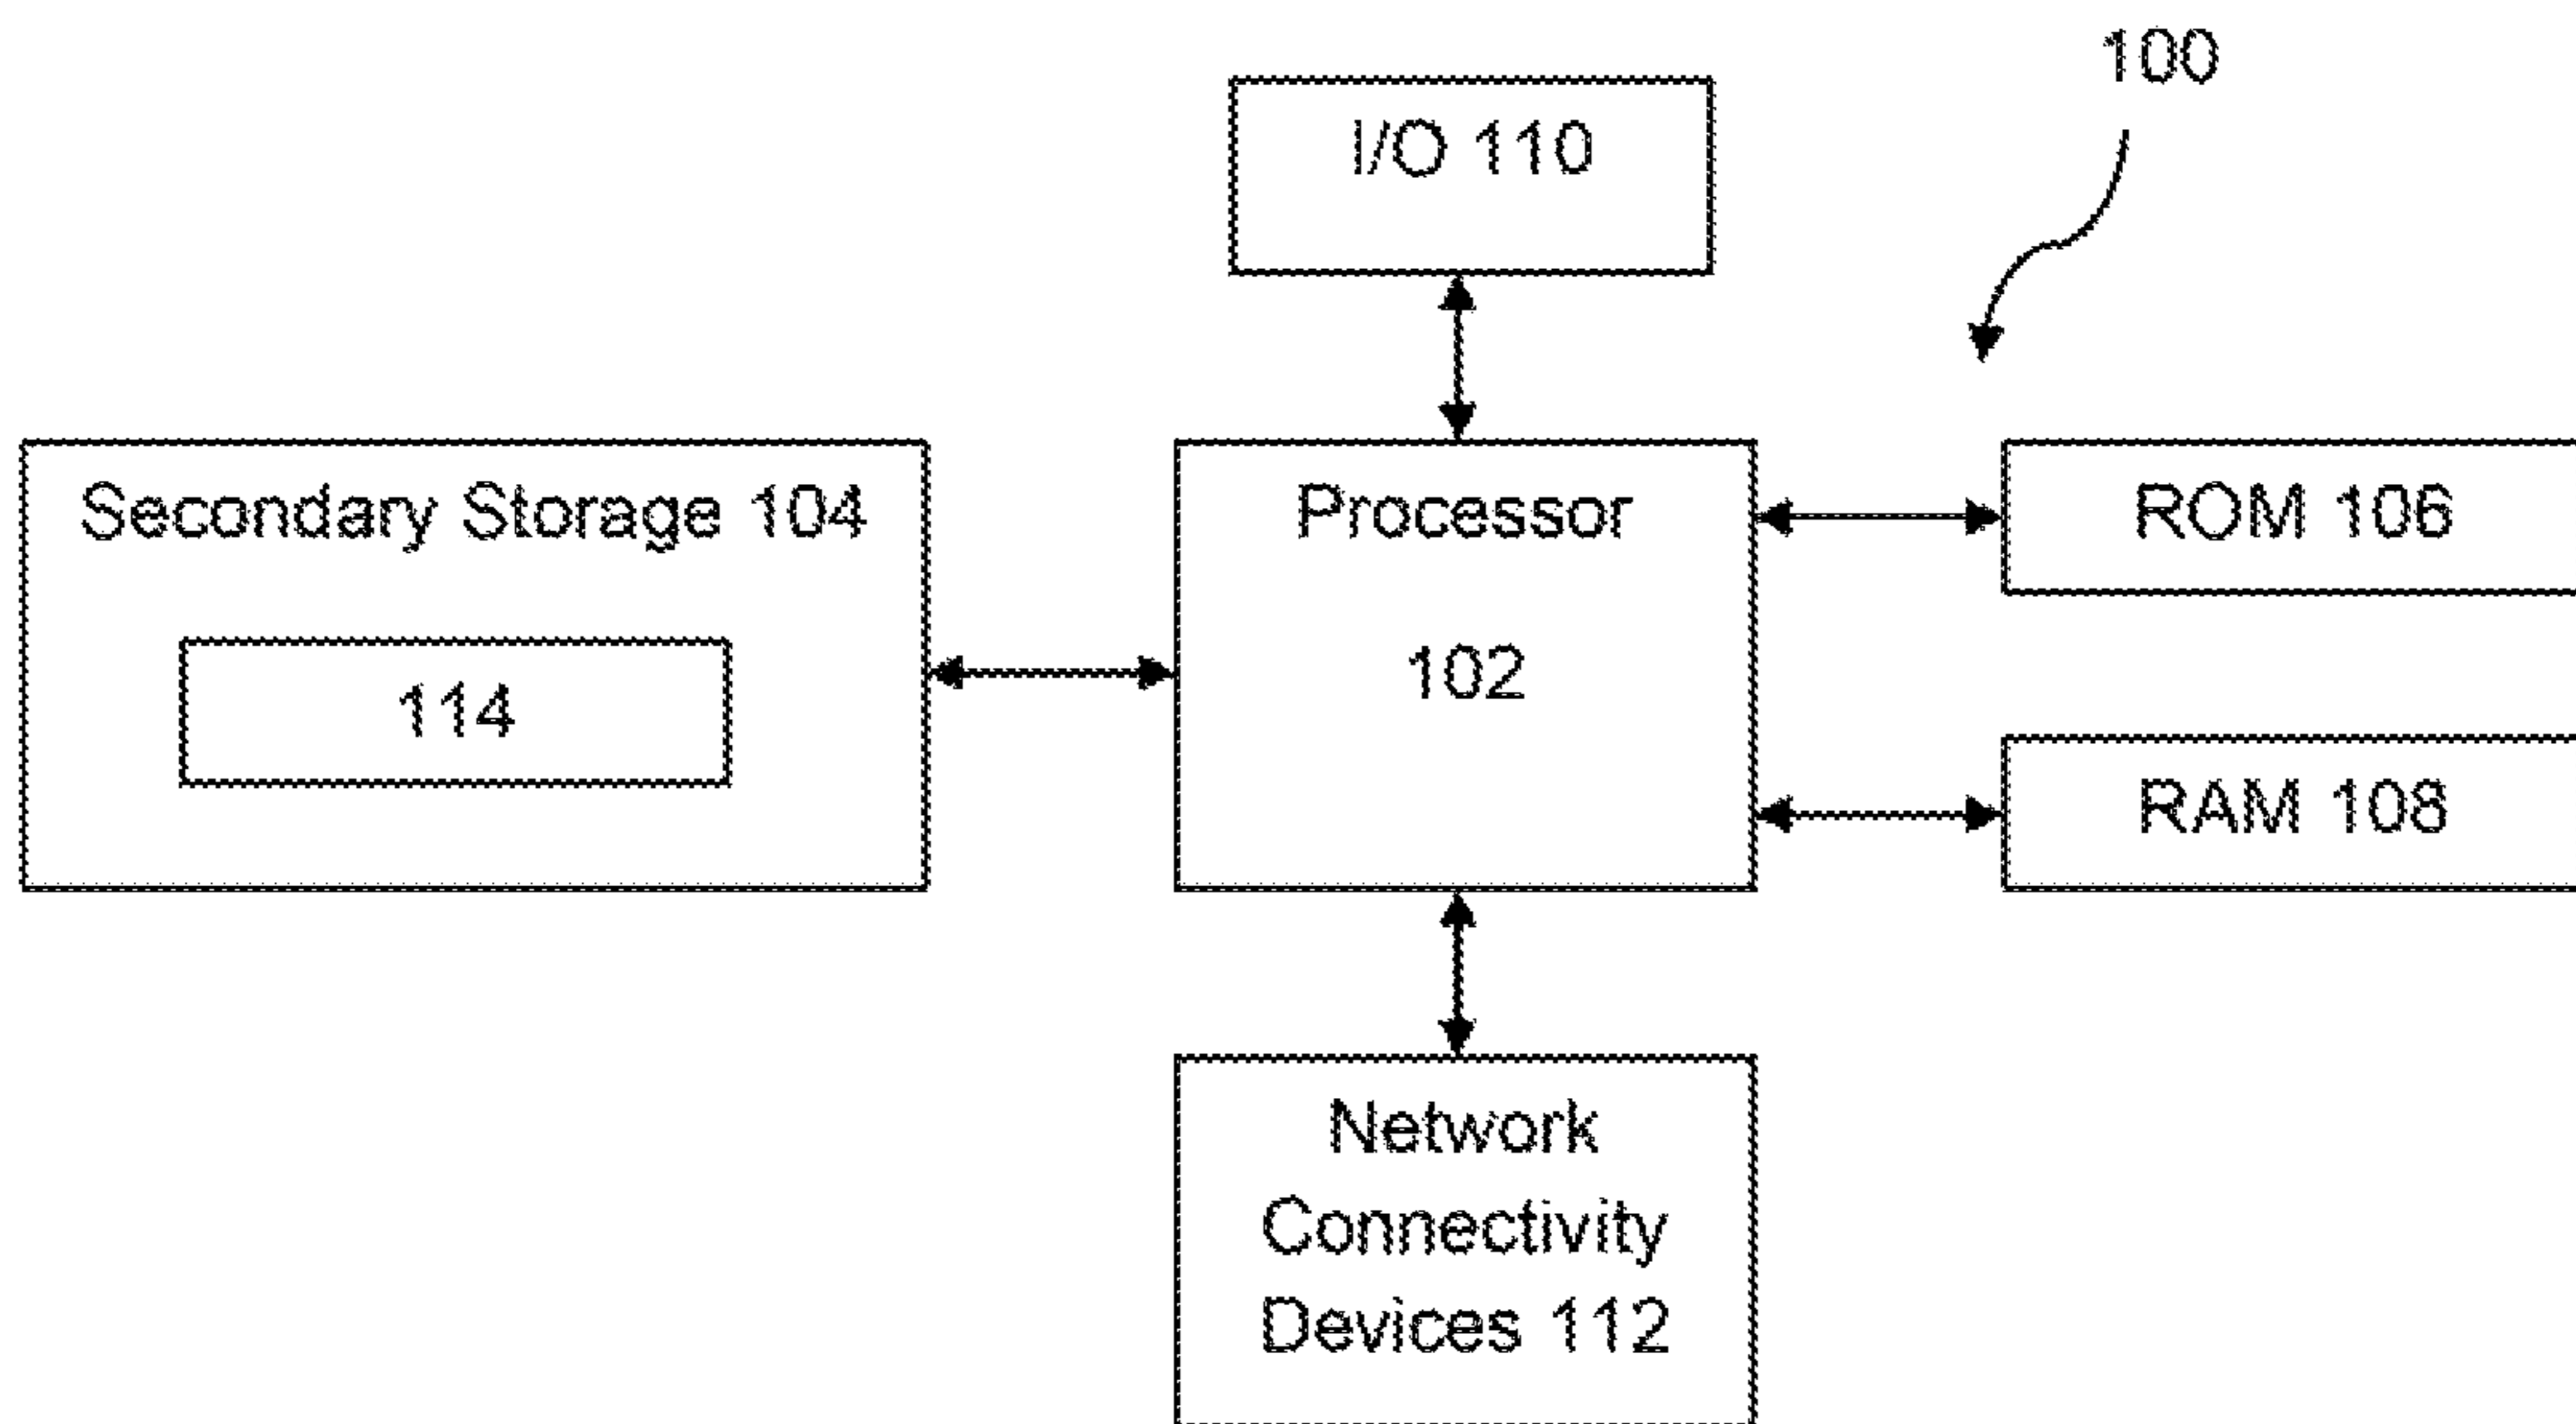 100
I/O 110
Secondary Storage 104
114
Processor
102
ROM 106
RAM 108
Network
Connectivity
Devices 112